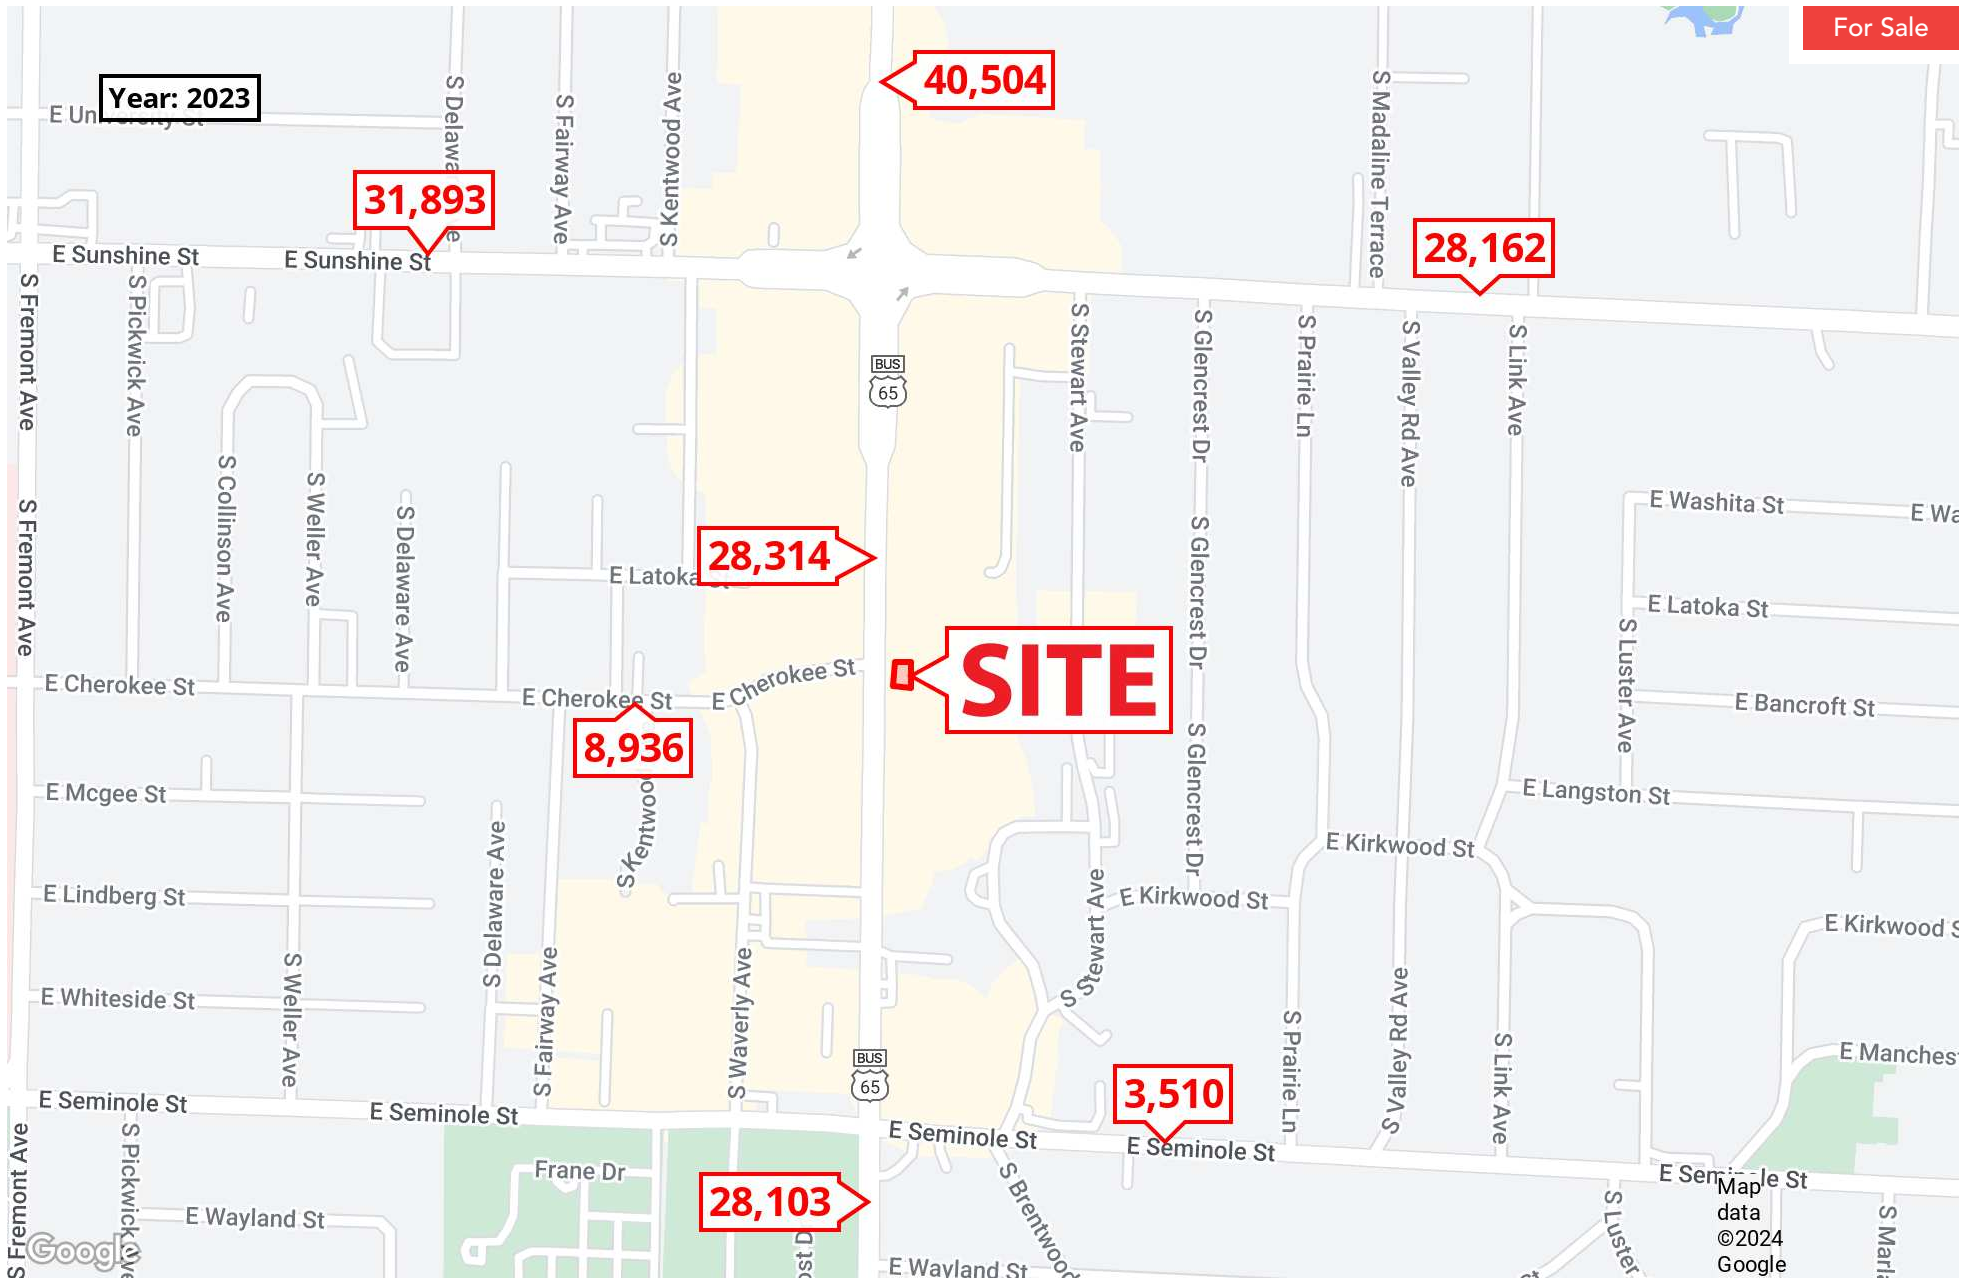 For Sale
Year: 2023
40,504
31,893
28,162
28,314
SITE
8,936
3,510
28,103
S Kentwood Ave
S Fairway Ave
S Madaline Terrace
E Sunshine St
E Sunshine St
S Fremont Ave
S Pickwick Ave
BUS
65
S Stewart Ave
S Glencrest Dr
S Prairie Ln
S Valley Rd Ave
S Link Ave
S Collinson Ave
S Weller Ave
S Delaware Ave
S Fremont Ave
E Washita St
S Glencrest Dr
E Latoka
E Latoka St
S Luster Ave
E Cherokee St
E Cherokee St
E Cherokee St
E Bancroft St
S Glencrest Dr
E Mcgee St
E Langston St
E Kirkwood St
S Delaware Ave
E Lindberg St
E Kirkwood St
E Kirkwood S
S Stewart Ave
S Weller Ave
S Fairway Ave
S Waverly Ave
S Valley Rd Ave
E Whiteside St
S Prairie Ln
S Link Ave
E Manches
BUS
65
E Seminole St
E Seminole St
E Seminole St
E Seminole St
S Fremont Ave
S Pickwick Ave
Frane Dr
S Brentwood
S Luster
E Wayland St
E Wayland St
Google
Map
data
©2024
Google